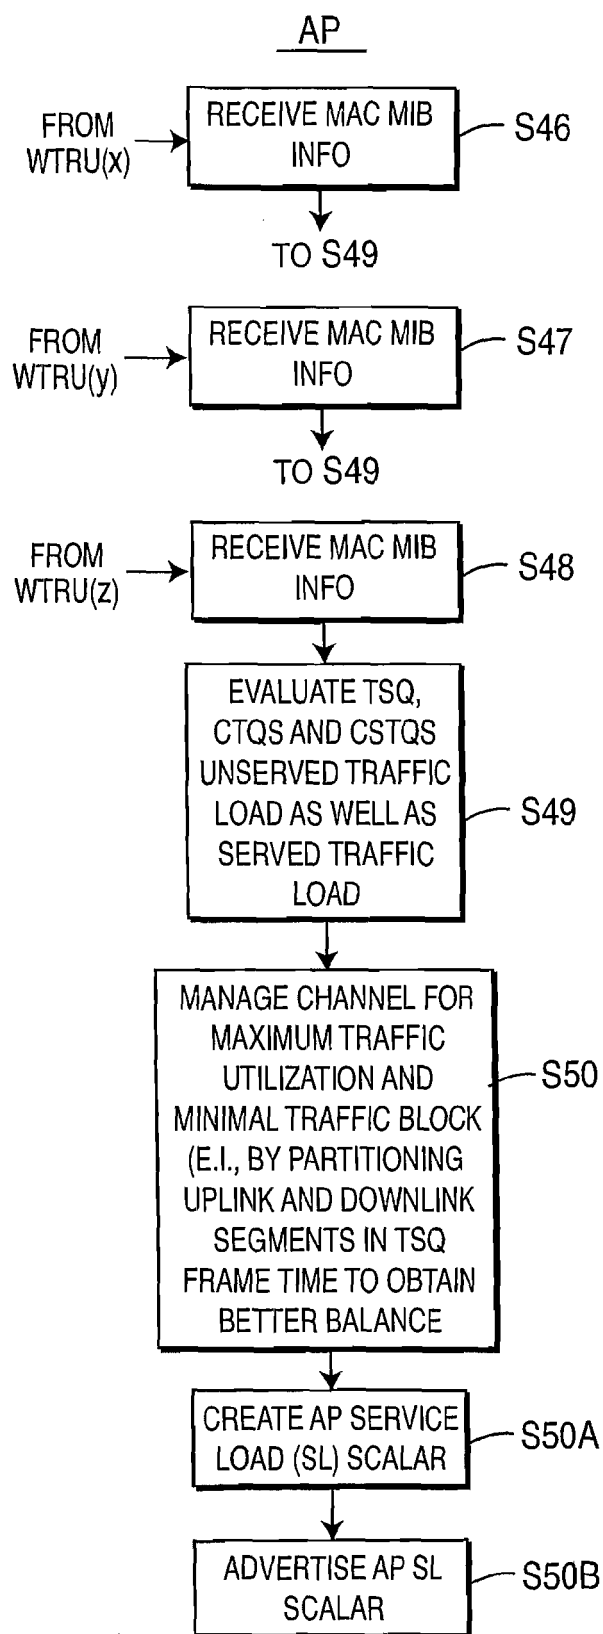 AP
FROM
WTRU(x)
RECEIVE MAC MIB
INFO
S46
TO S49
FROM
WTRU(y)
RECEIVE MAC MIB
INFO
S47
TO S49
FROM
WTRU(z)
RECEIVE MAC MIB
INFO
S48
EVALUATE TSQ,
CTQS AND CSTQS
UNSERVED TRAFFIC
LOAD AS WELL AS
SERVED TRAFFIC
LOAD
S49
MANAGE CHANNEL FOR
MAXIMUM TRAFFIC
UTILIZATION AND
MINIMAL TRAFFIC BLOCK
(E.I., BY PARTITIONING
UPLINK AND DOWNLINK
SEGMENTS IN TSQ
FRAME TIME TO OBTAIN
BETTER BALANCE
S50
CREATE AP SERVICE
LOAD (SL) SCALAR
S50A
ADVERTISE AP SL
SCALAR
S50B